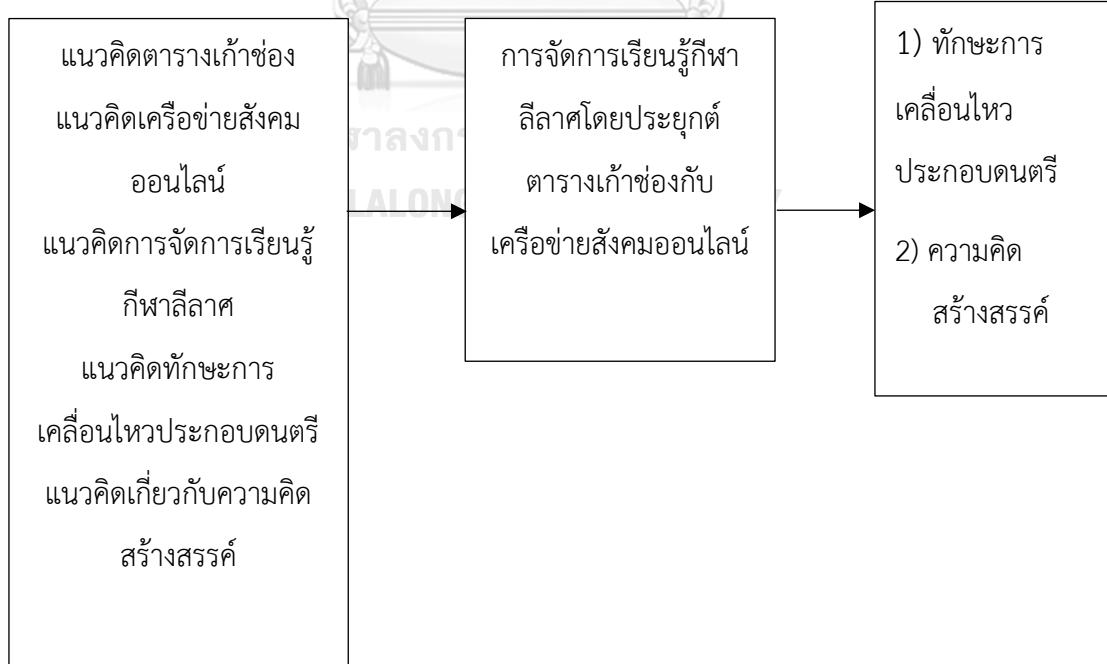 แนวคิดตารางเก้าช่อง
แนวคิดเครือข่ายสังคม
ออนไลน์
แนวคิดการจัดการเรียนรู้
กีฬาลีลาศ
แนวคิดทักษะการ
เคลื่อนไหวประกอบดนตรี
แนวคิดเกี่ยวกับความคิด
สร้างสรรค์
การจัดการเรียนรู้กีฬา
ลีลาศโดยประยุกต์
ตารางเก้าช่องกับ
เครือข่ายสังคมออนไลน์
1) ทักษะการ
เคลื่อนไหว
ประกอบดนตรี
2) ความคิด
สร้างสรรค์